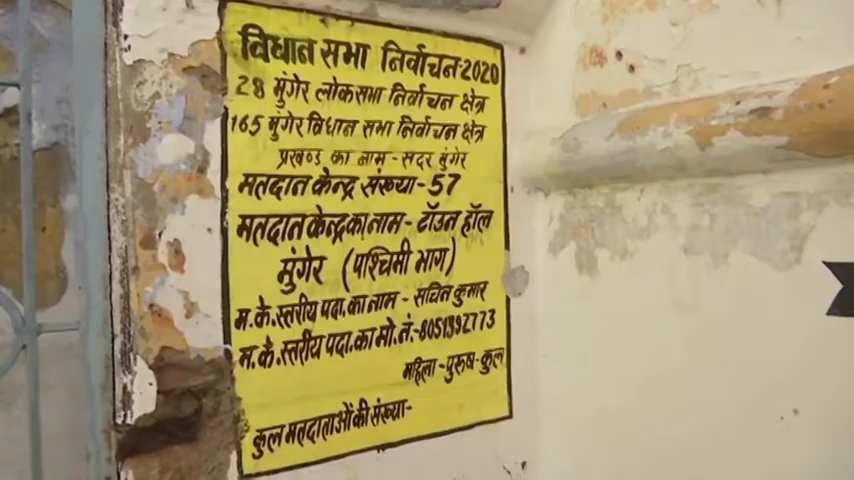 विधान सभा निर्वाचन-2020
28 मुंगेर लोकसभा निर्वाचन क्षेत्र
165 मुंगेर विधान सभा निर्वाचन क्षेत्र
प्रखण्ड का नाम - सदर मुंगेर
मतदान केन्द्र संख्या - 57
मतदान केन्द्र का नाम - टॉउन हॉल
मुंगेर (पश्चिमी भाग)
म.के.स्तरीय पदा.का नाम - सचिन कुमार
म.के.स्तरीय पदा.का मो.नं.-8051392773
महिला-पुरूष-कुल
कुल मतदाताओं की संख्या-